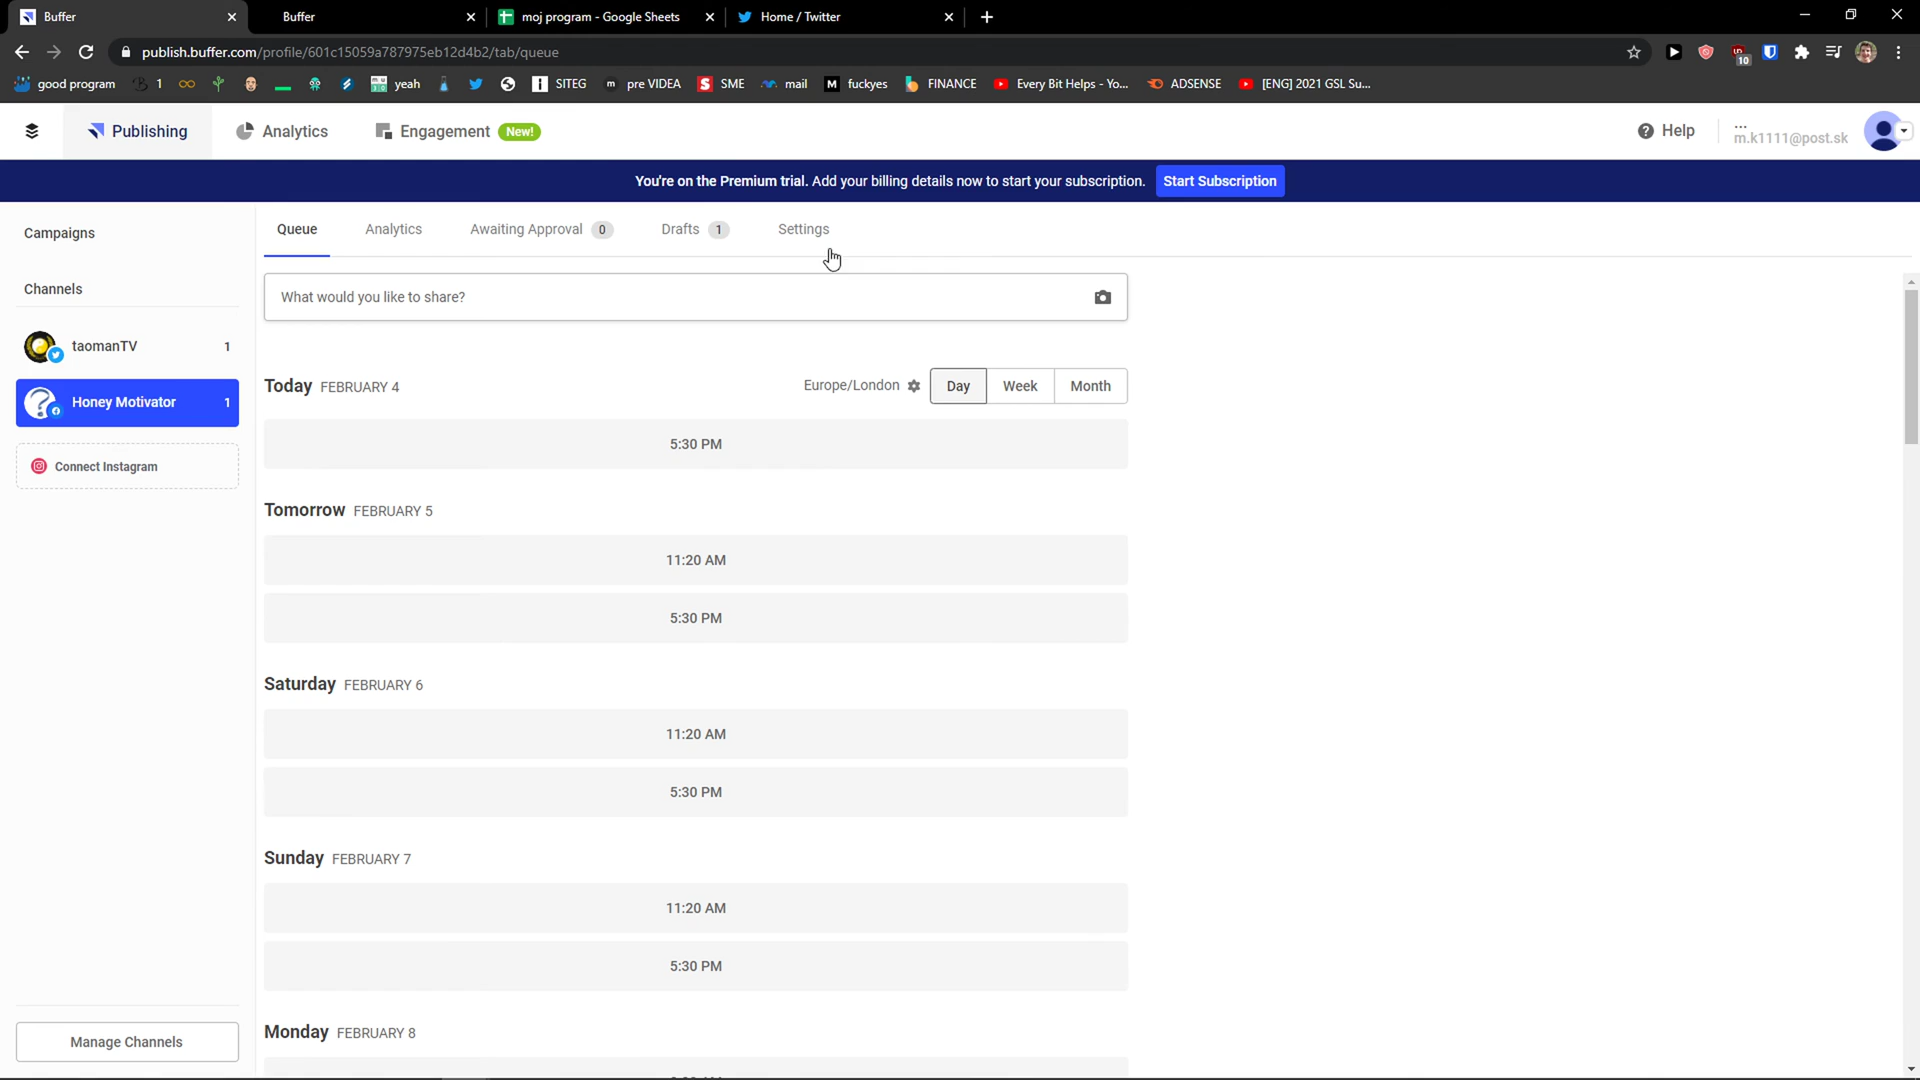 Buffer
Buffer
moj program - Google Sheets
Home / Twitter
publish.buffer.com/profile/601c15059a787975eb12d4b2/tab/queue
10
good program
1
yeah
SITEG
pre VIDEA
SME
mail
fuckyes
FINANCE
Every Bit Helps - Yo...
ADSENSE
[ENG] 2021 GSL Su...
Publishing
Analytics
Engagement New!
Help
...
m.k1111@post.sk
You're on the Premium trial. Add your billing details now to start your subscription. Start Subscription
Campaigns
Channels
taomanTV 1
Honey Motivator 1
Connect Instagram
Manage Channels
Queue
Analytics
Awaiting Approval 0
Drafts 1
Settings
What would you like to share?
Today FEBRUARY 4
Europe/London
Day Week Month
5:30 PM
Tomorrow FEBRUARY 5
11:20 AM
5:30 PM
Saturday FEBRUARY 6
11:20 AM
5:30 PM
Sunday FEBRUARY 7
11:20 AM
5:30 PM
Monday FEBRUARY 8